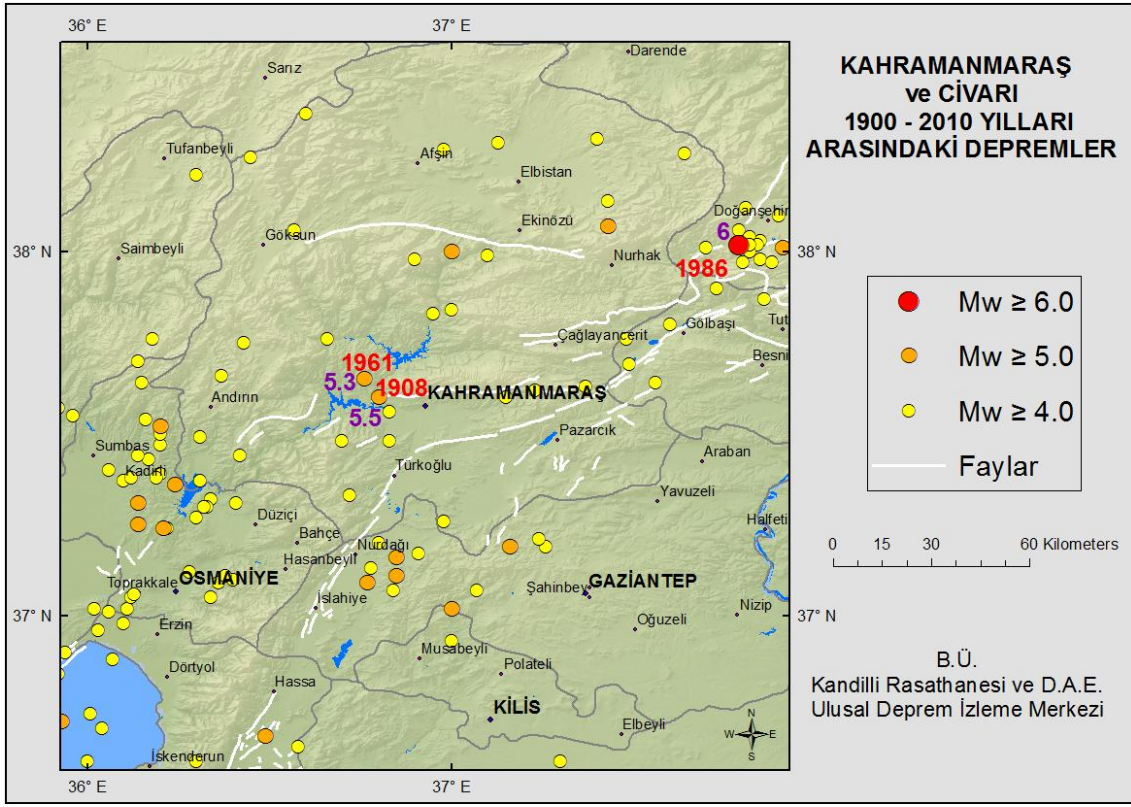 36° E
37° E
KAHRAMANMARAŞ
ve CİVARI
1900 - 2010 YILLARI
ARASINDAKİ DEPREMLER
Darende
Sarız
Tufanbeyli
Afşin
Elbistan
Doğanşehir
Ekinözü
6
38° N
Göksun
Saimbeyli
Nurhak
38° N
1986
Mw ≥ 6.0
Mw ≥ 5.0
Mw ≥ 4.0
Faylar
Gölbaşı
Tut
Çağlayancerit
Besni
1961
5.3
1908
5.5
KAHRAMANMARAŞ
Andırın
Pazarcık
Sumbas
Kadirli
Araban
Türkoğlu
Yavuzeli
Düziçi
Halfeti
Bahçe
Nurdağı
Hasanbeyli
0 15 30 60 Kilometers
Toprakkale
OSMANİYE
Şahinbey
GAZİANTEP
İslahiye
Nizip
37° N
37° N
Erzin
Oğuzeli
Musabeyli
Dörtyol
Polateli
Hassa
KİLİS
Elbeyli
N
W E
S
İskenderun
B.Ü.
Kandilli Rasathanesi ve D.A.E.
Ulusal Deprem İzleme Merkezi
36° E
37° E